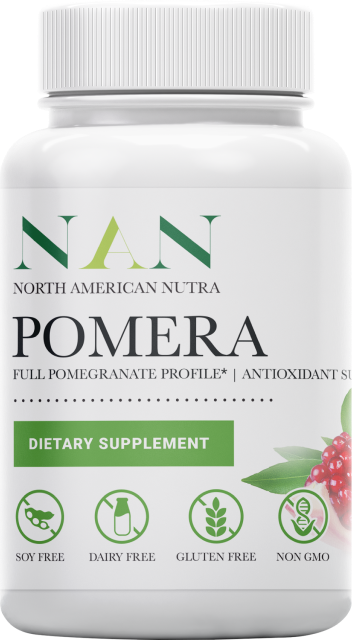 NAN
NORTH AMERICAN NUTRA
POMERA
FULL POMEGRANATE PROFILE* | ANTIOXIDANT
DIETARY SUPPLEMENT
SOY FREE DAIRY FREE GLUTEN FREE NON GMO